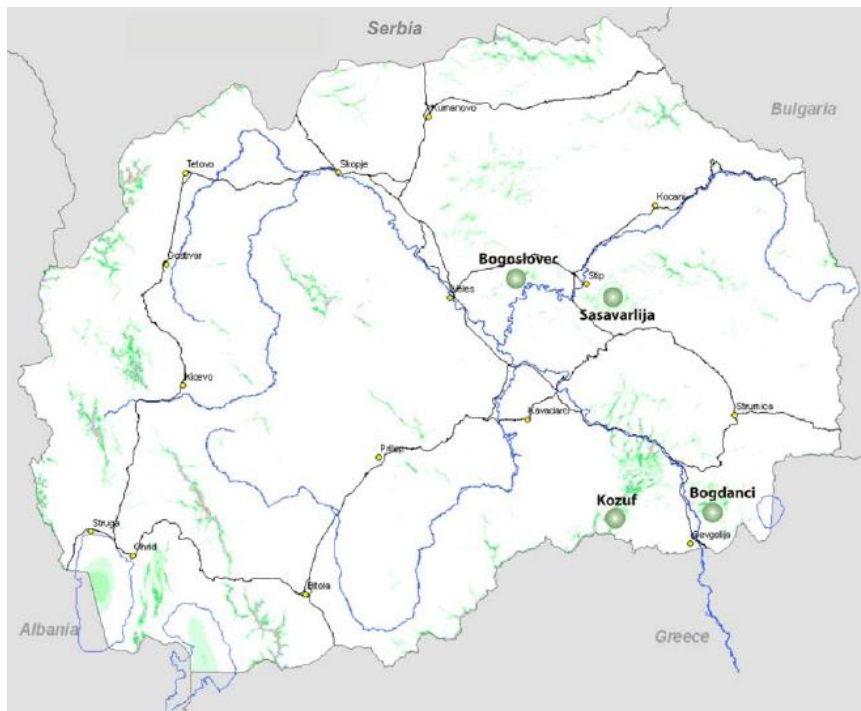 Serbia
Bulgaria
Kumanovo
Tetovo
Skopje
Kocani
Gostivar
Bogoslovec
Stip
Veles
Sasavarlija
Kicevo
Kavadarci
Strumica
Prilep
Kozuf
Bogdanci
Struga
Ohrid
Gevgelija
Bitola
Albania
Greece